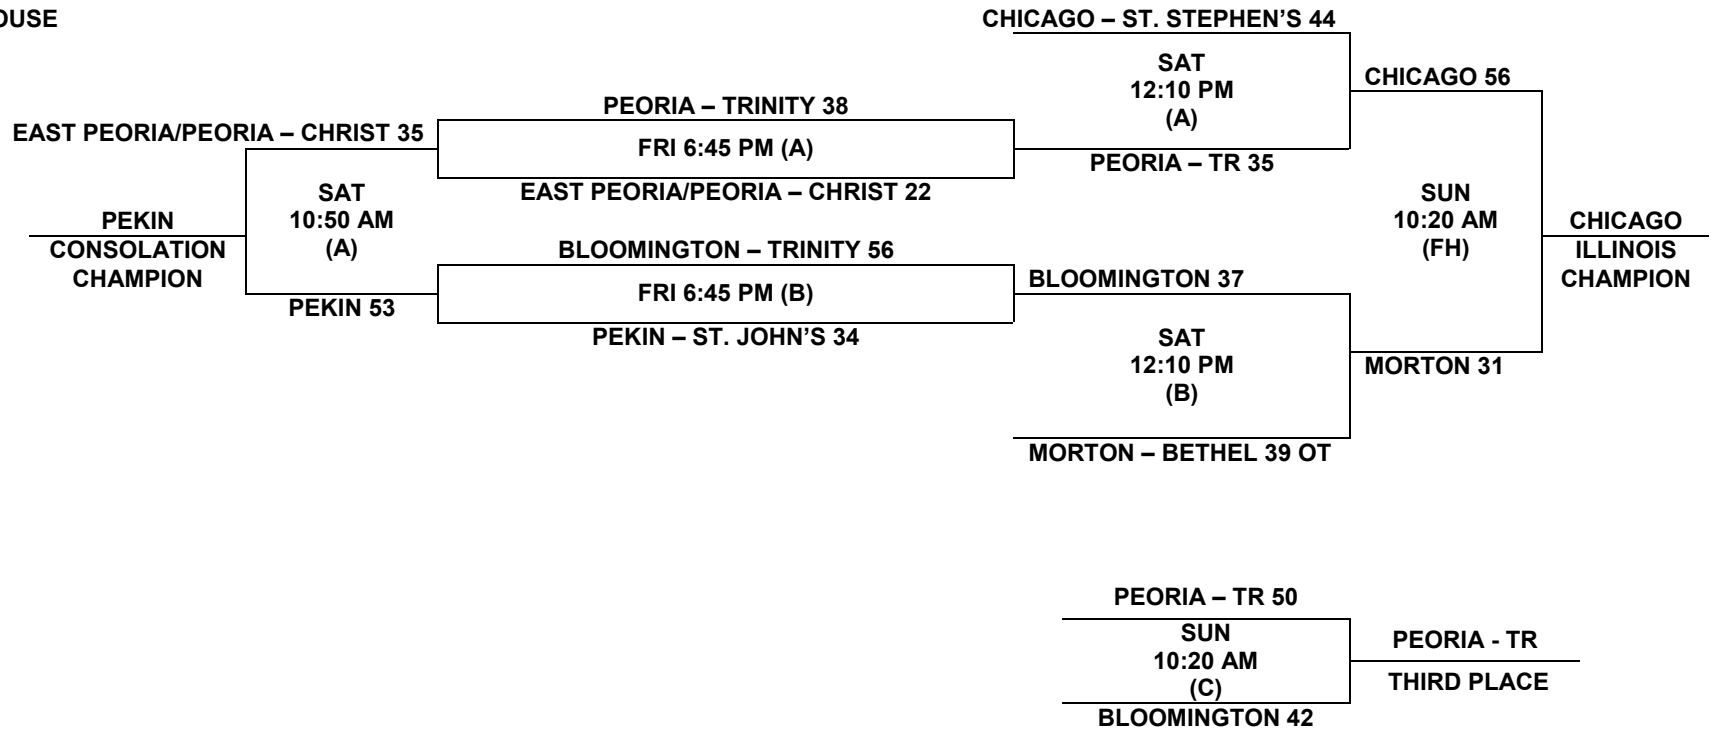 OUSE
CHICAGO – ST. STEPHEN'S 44
SAT
12:10 PM
(A)
CHICAGO 56
PEORIA – TRINITY 38
EAST PEORIA/PEORIA – CHRIST 35
FRI 6:45 PM (A)
PEORIA – TR 35
EAST PEORIA/PEORIA – CHRIST 22
SAT
10:50 AM
(A)
SUN
10:20 AM
(FH)
PEKIN
CONSOLATION
CHAMPION
CHICAGO
ILLINOIS
CHAMPION
BLOOMINGTON – TRINITY 56
BLOOMINGTON 37
FRI 6:45 PM (B)
PEKIN 53
PEKIN – ST. JOHN'S 34
SAT
12:10 PM
(B)
MORTON 31
MORTON – BETHEL 39 OT
PEORIA – TR 50
SUN
10:20 AM
(C)
PEORIA - TR
THIRD PLACE
BLOOMINGTON 42